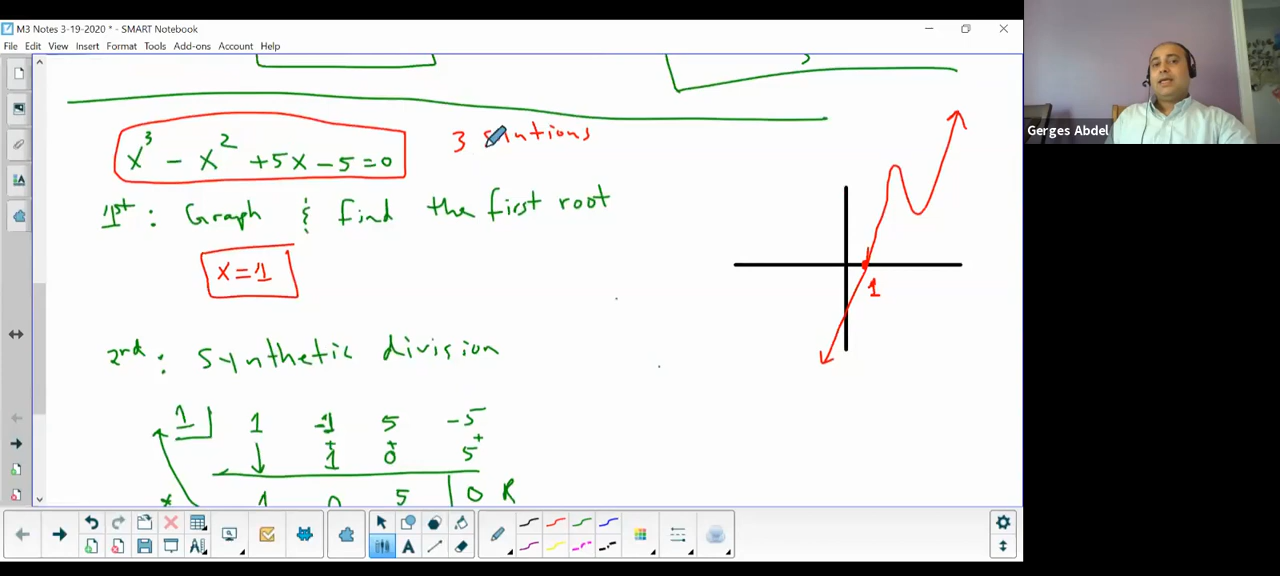 M3 Notes 3-19-2020 * - SMART Notebook
File Edit View Insert Format Tools Add-ons Account Help
Gerges Abdel
x³ - x² +5x -5=0
3
1st: Graph & find the first root
x=1
1
2nd: Synthetic division
1 1 -1 5 -5
+ + +
1 0 5
* 1 0 5 0 R